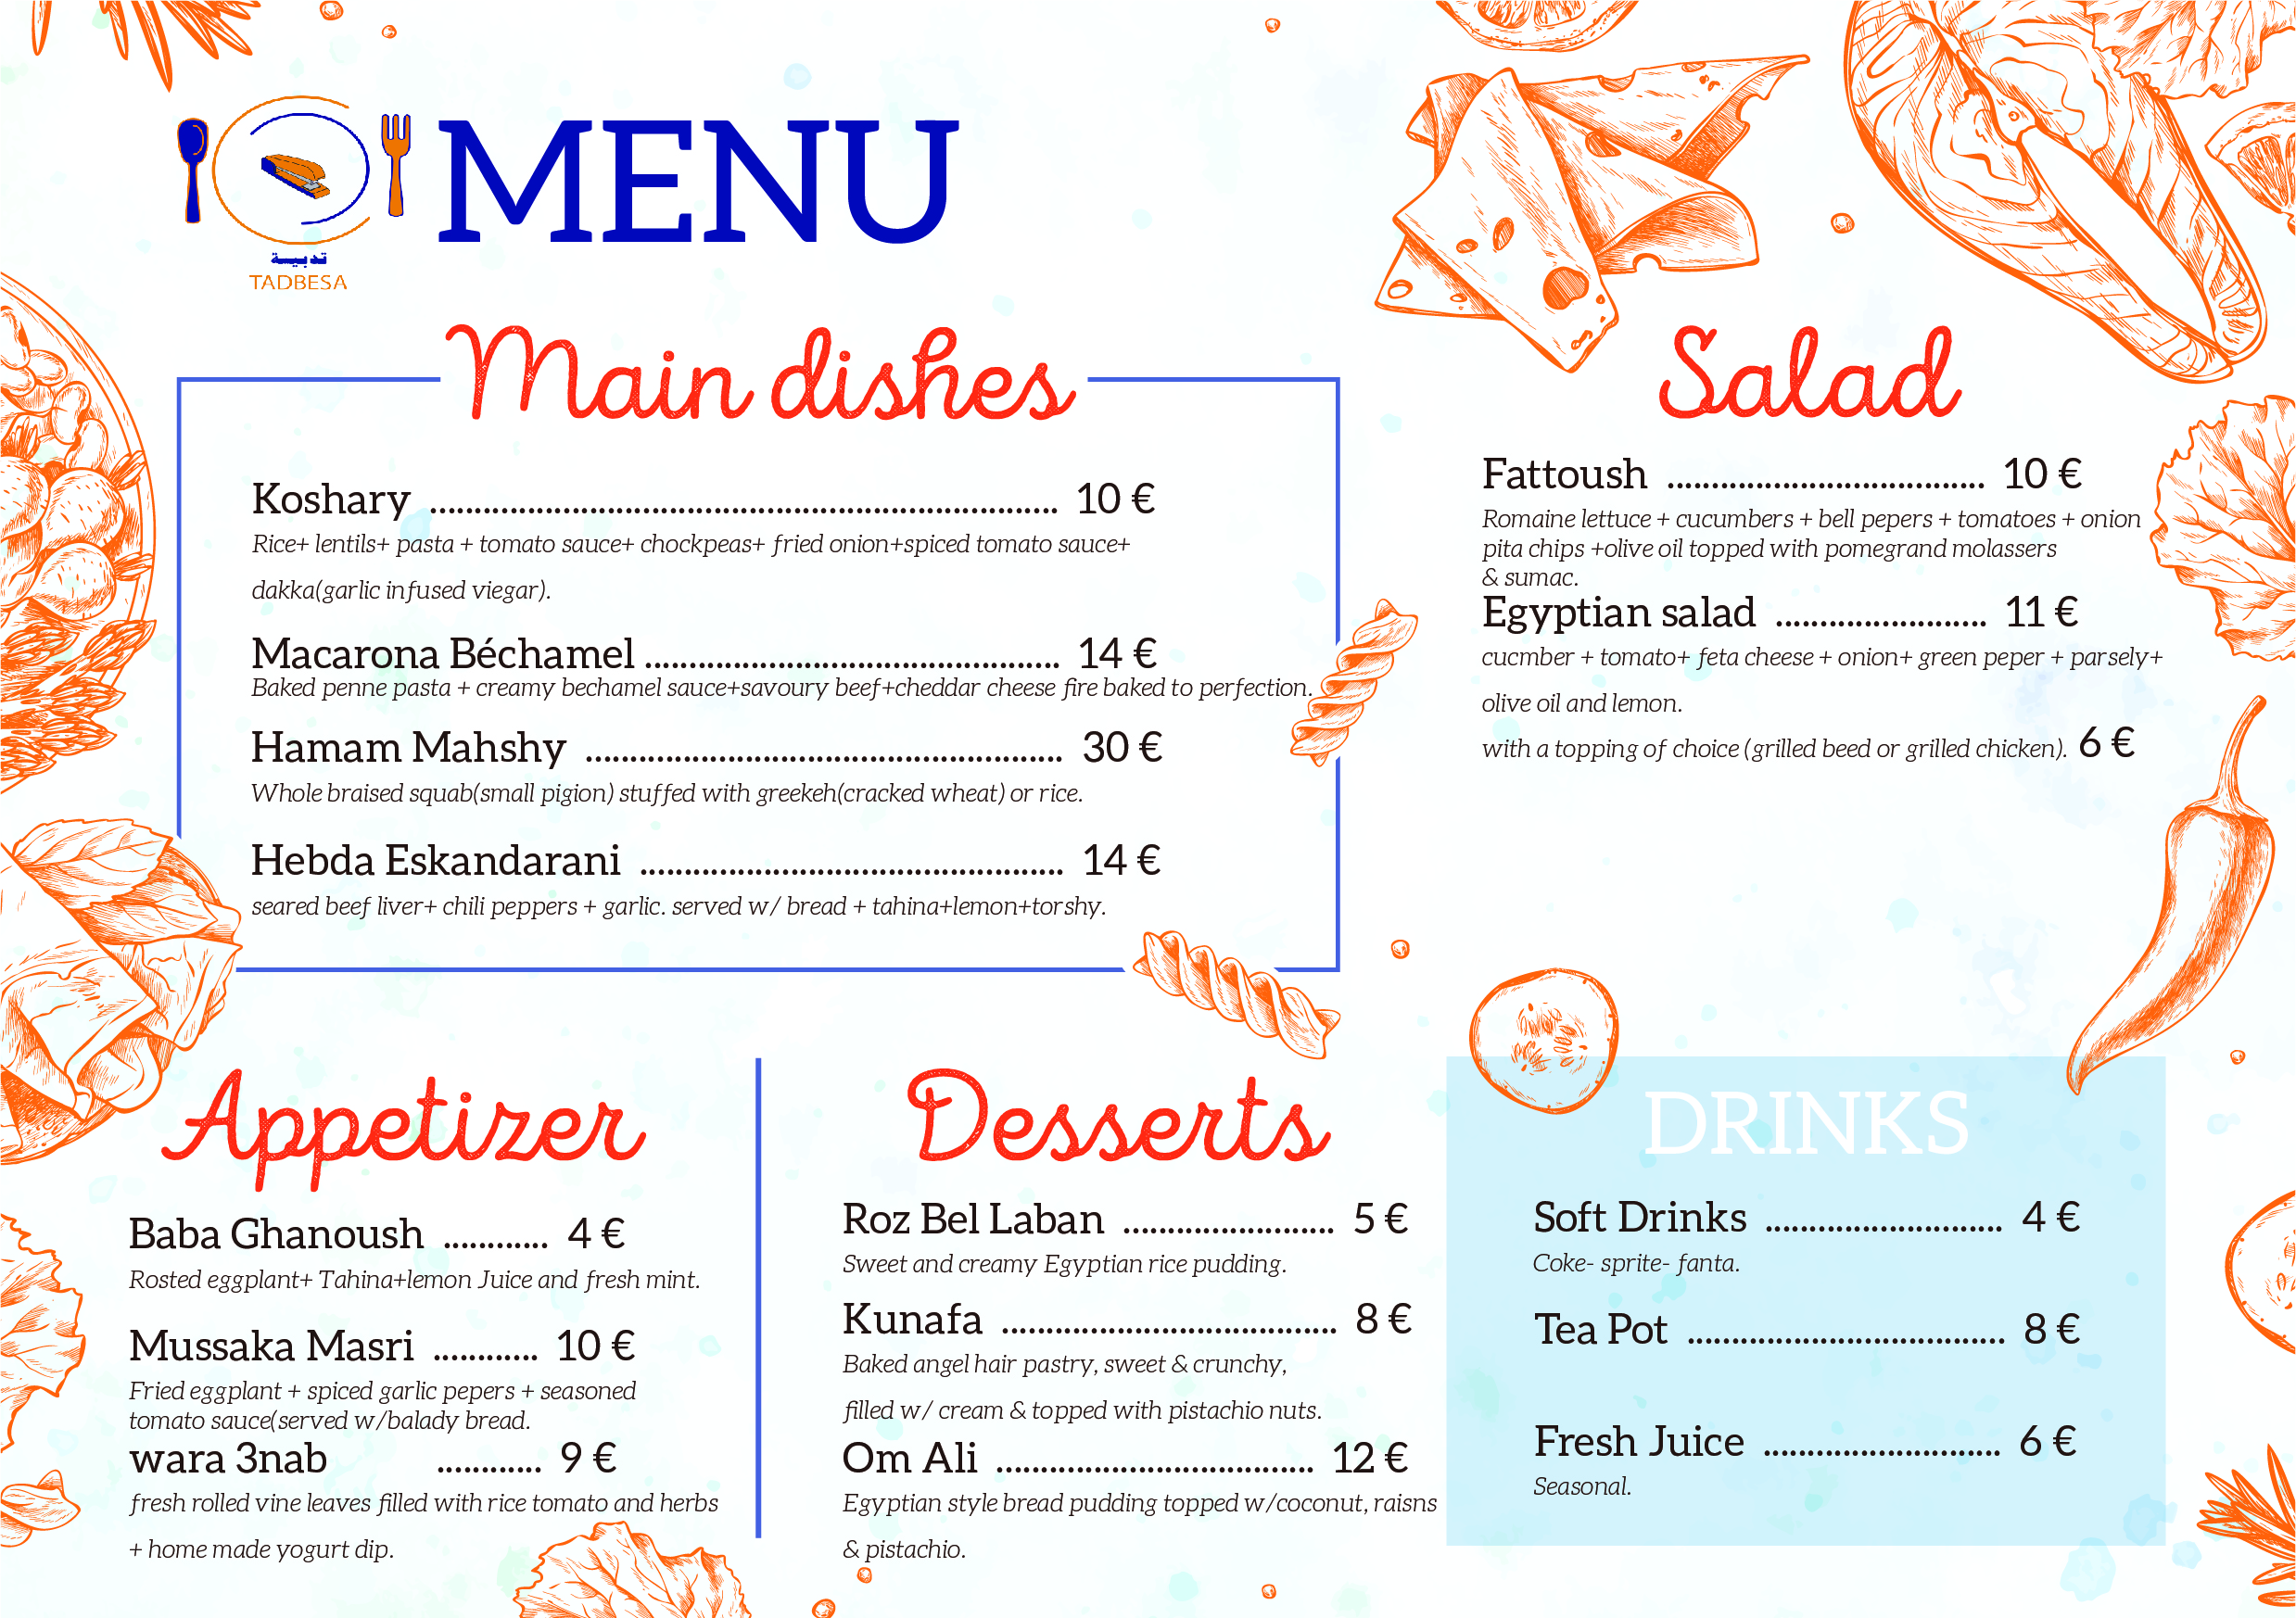 MENU
تدبيسة
TADBESA
Main dishes
Koshary ........................................................................ 10 €
Rice+ lentils+ pasta + tomato sauce+ chockpeas+ fried onion+spiced tomato sauce+
dakka(garlic infused viegar).
Macarona Béchamel ............................................... 14 €
Baked penne pasta + creamy bechamel sauce+savoury beef+cheddar cheese fire baked to perfection.
Hamam Mahshy ...................................................... 30 €
Whole braised squab(small pigion) stuffed with greekeh(cracked wheat) or rice.
Hebda Eskandarani ................................................ 14 €
seared beef liver+ chili peppers + garlic. served w/ bread + tahina+lemon+torshy.
Salad
Fattoush .................................... 10 €
Romaine lettuce + cucumbers + bell pepers + tomatoes + onion
pita chips +olive oil topped with pomegrand molassers
& sumac.
Egyptian salad ........................ 11 €
cucmber + tomato+ feta cheese + onion+ green peper + parsely+
olive oil and lemon.
with a topping of choice (grilled beed or grilled chicken). 6 €
Appetizer
Baba Ghanoush ............ 4 €
Rosted eggplant+ Tahina+lemon Juice and fresh mint.
Mussaka Masri ............ 10 €
Fried eggplant + spiced garlic pepers + seasoned
tomato sauce(served w/balady bread.
wara 3nab ............ 9 €
fresh rolled vine leaves filled with rice tomato and herbs
+ home made yogurt dip.
Desserts
Roz Bel Laban ........................ 5 €
Sweet and creamy Egyptian rice pudding.
Kunafa ...................................... 8 €
Baked angel hair pastry, sweet & crunchy,
filled w/ cream & topped with pistachio nuts.
Om Ali .................................... 12 €
Egyptian style bread pudding topped w/coconut, raisns
& pistachio.
DRINKS
Soft Drinks ........................... 4 €
Coke- sprite- fanta.
Tea Pot .................................... 8 €
Fresh Juice ........................... 6 €
Seasonal.